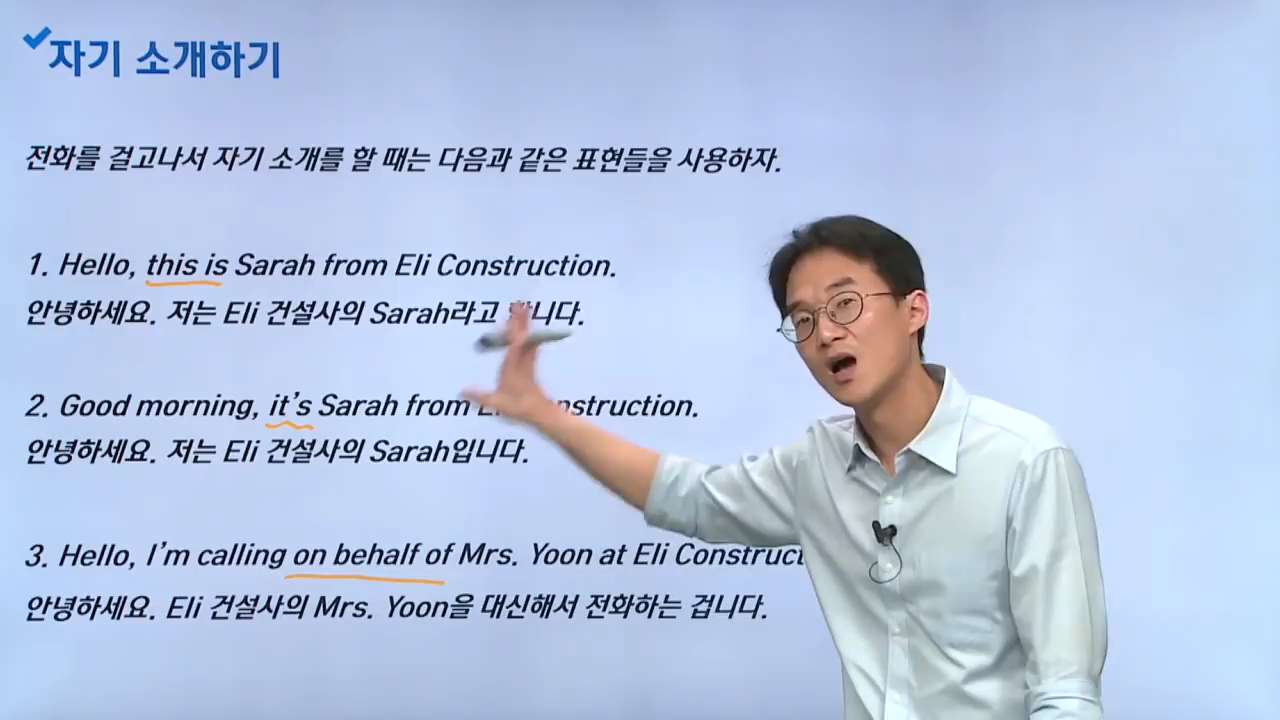 자기 소개하기
전화를 걸고나서 자기 소개를 할 때는 다음과 같은 표현들을 사용하자.
1. Hello, this is Sarah from Eli Construction.
안녕하세요. 저는 Eli 건설사의 Sarah라고 합니다.
2. Good morning, it's Sarah from Eli Construction.
안녕하세요. 저는 Eli 건설사의 Sarah입니다.
3. Hello, I'm calling on behalf of Mrs. Yoon at Eli
안녕하세요. Eli 건설사의 Mrs. Yoon을 대신해서 전화하는 겁니다.